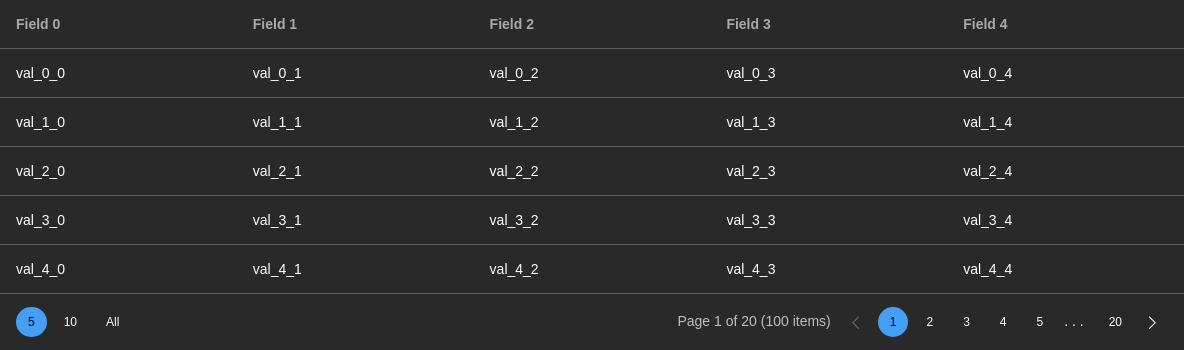 Field 0 Field 1 Field 2 Field 3 Field 4
val_0_0 val_0_1 val_0_2 val_0_3 val_0_4
val_1_0 val_1_1 val_1_2 val_1_3 val_1_4
val_2_0 val_2_1 val_2_2 val_2_3 val_2_4
val_3_0 val_3_1 val_3_2 val_3_3 val_3_4
val_4_0 val_4_1 val_4_2 val_4_3 val_4_4
5 10 All Page 1 of 20 (100 items) 1 2 3 4 5 . . . 20